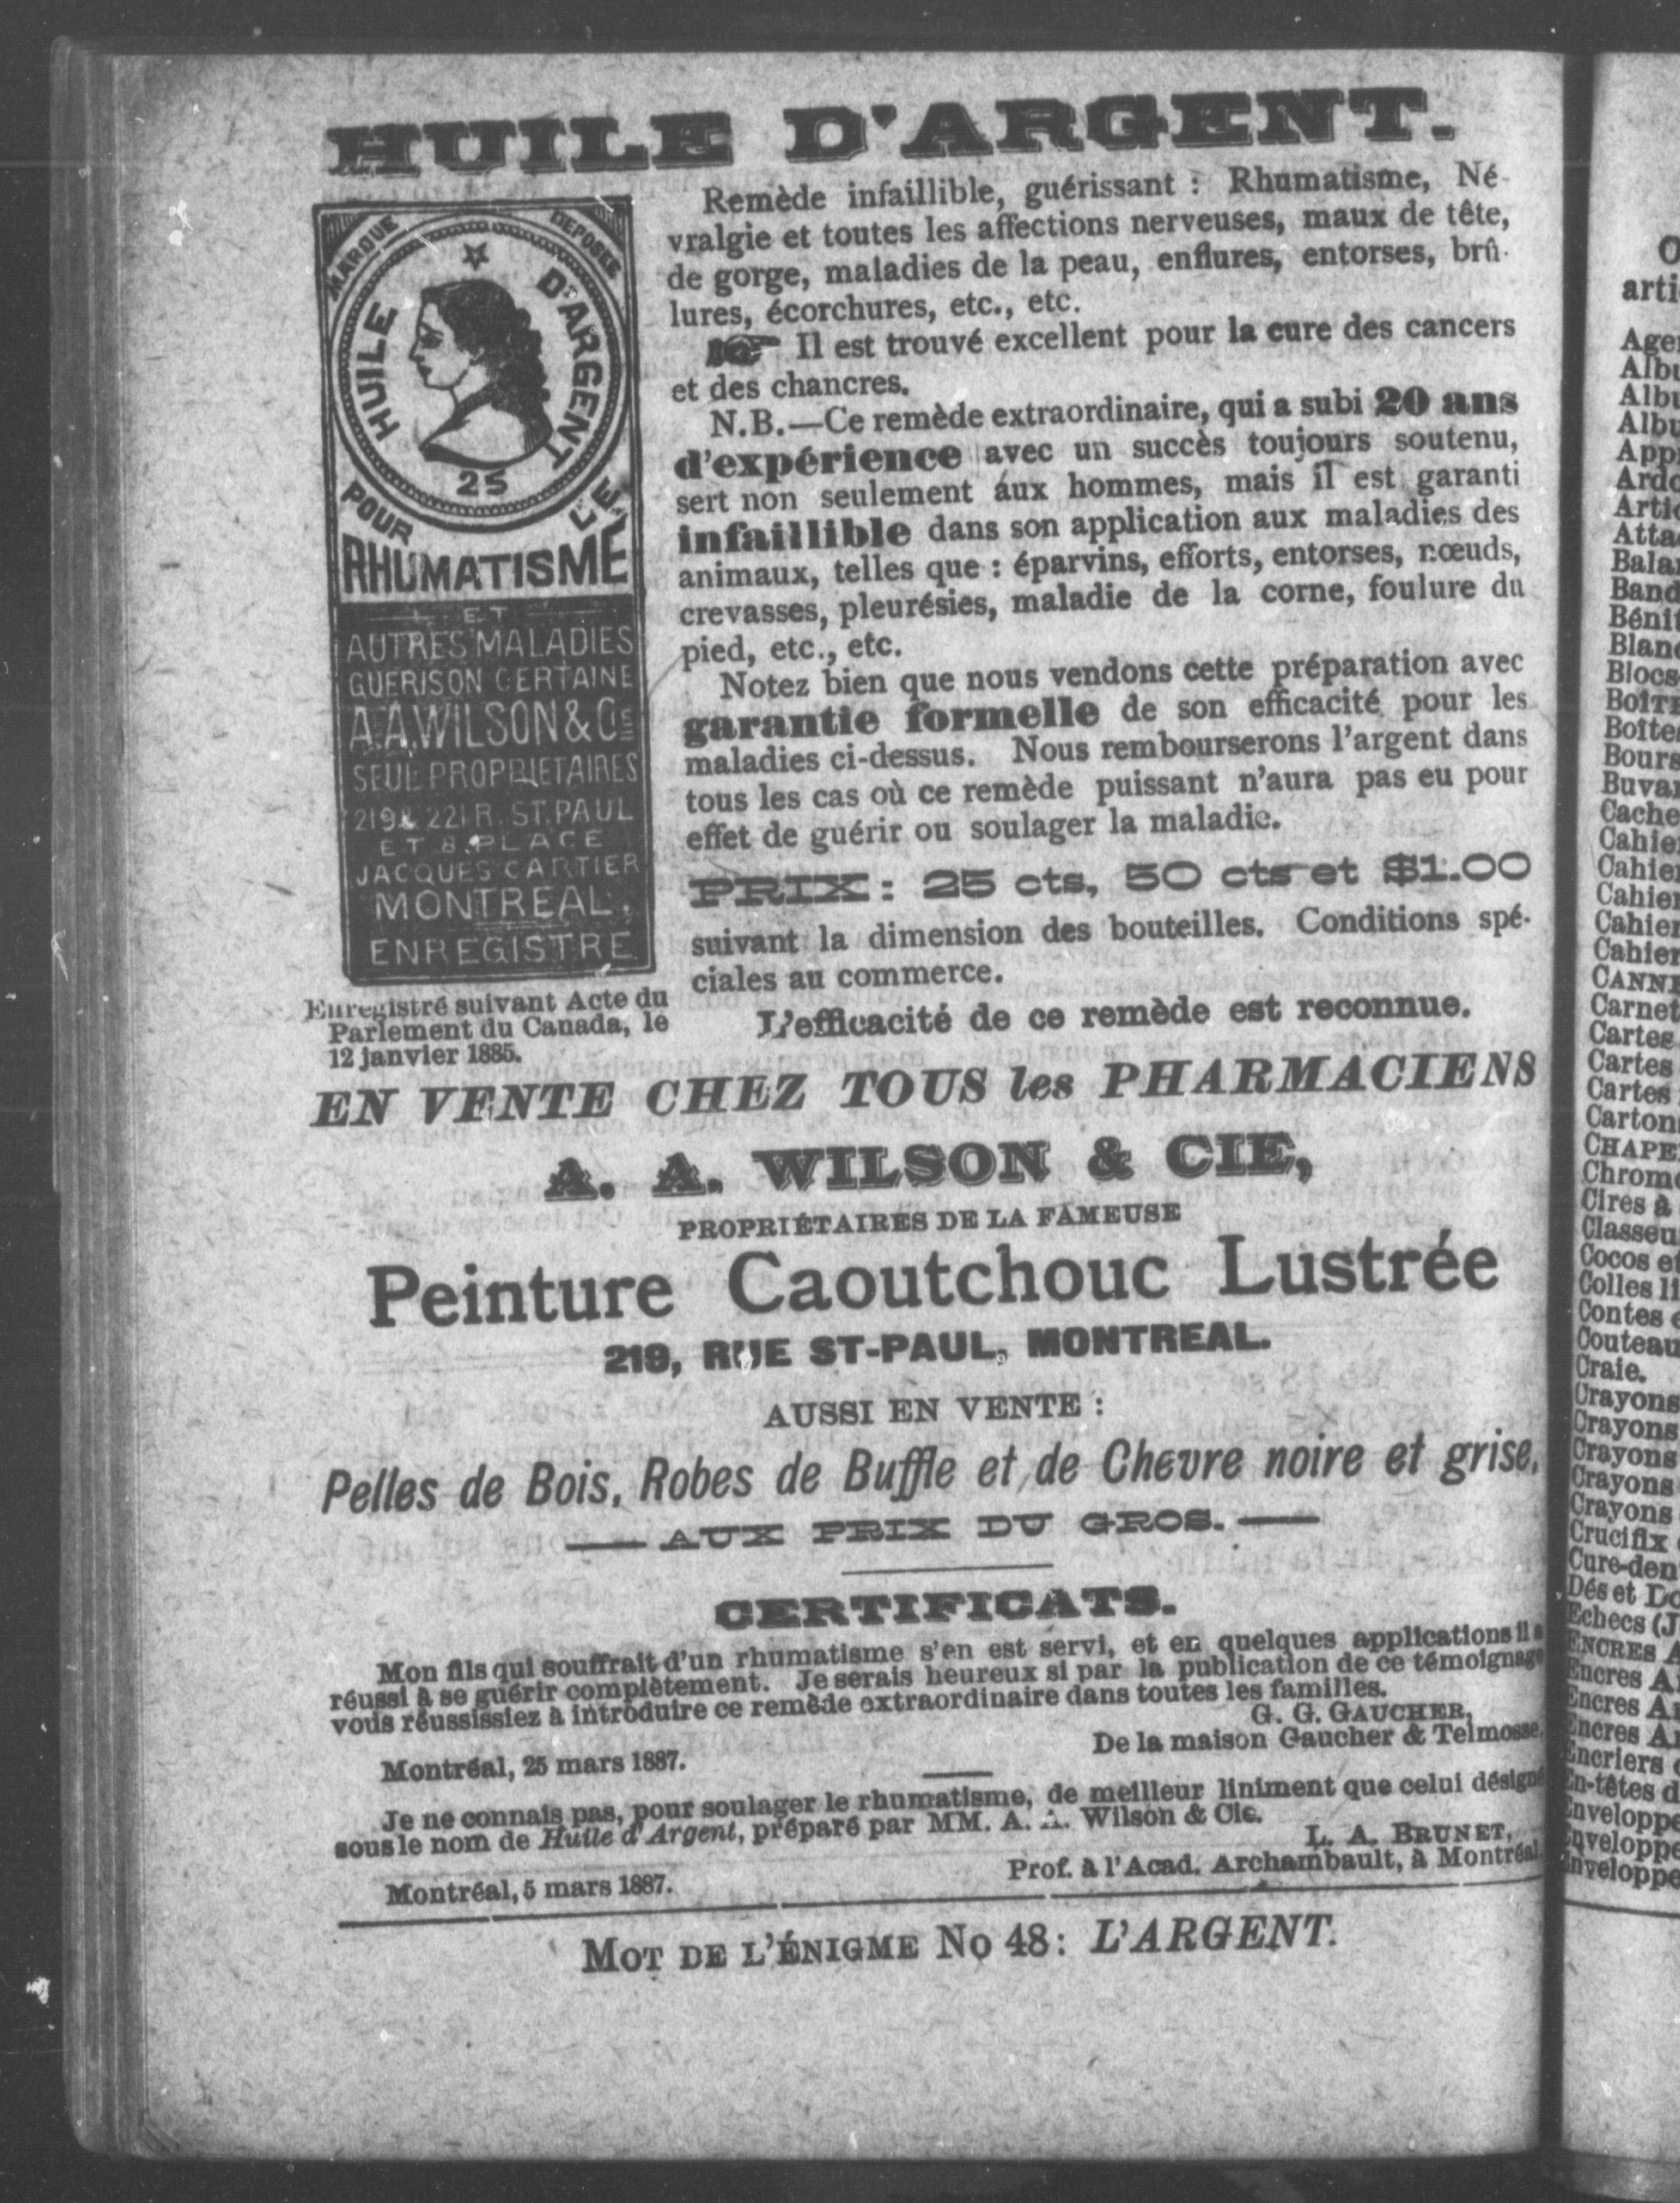 HUILE D'ARGENT.
MARQUE DEPOSEE
HUILE D'ARGENT
25
POUR LE
RHUMATISME
ET
AUTRES MALADIES
GUERISON CERTAINE
A.A.WILSON & Cie
SEUL PROPRIETAIRES
219 & 221 R. ST. PAUL
ET 8. PLACE
JACQUES CARTIER
MONTREAL,
ENREGISTRE
Enregistré suivant Acte du
Parlement du Canada, le
12 janvier 1885.
Remède infaillible, guérissant : Rhumatisme, Né-
vralgie et toutes les affections nerveuses, maux de tête,
de gorge, maladies de la peau, enflures, entorses, brû-
lures, écorchures, etc., etc.
Il est trouvé excellent pour la cure des cancers
et des chancres.
N.B.—Ce remède extraordinaire, qui a subi 20 ans
d'expérience avec un succès toujours soutenu,
sert non seulement aux hommes, mais il est garanti
infaillible dans son application aux maladies des
animaux, telles que : éparvins, efforts, entorses, nœuds,
crevasses, pleurésies, maladie de la corne, foulure du
pied, etc., etc.
Notez bien que nous vendons cette préparation avec
garantie formelle de son efficacité pour les
maladies ci-dessus. Nous rembourserons l'argent dans
tous les cas où ce remède puissant n'aura pas eu pour
effet de guérir ou soulager la maladie.
PRIX : 25 cts, 50 cts et $1.00
suivant la dimension des bouteilles. Conditions spé-
ciales au commerce.
L'efficacité de ce remède est reconnue.
EN VENTE CHEZ TOUS les PHARMACIENS
A. A. WILSON & CIE,
PROPRIÉTAIRES DE LA FAMEUSE
Peinture Caoutchouc Lustrée
219, RUE ST-PAUL, MONTREAL.
AUSSI EN VENTE :
Pelles de Bois, Robes de Buffle et de Chevre noire et grise,
— AUX PRIX DU GROS. —
CERTIFICATS.
Mon fils qui souffrait d'un rhumatisme s'en est servi, et en quelques applications il a
réussi à se guérir complètement. Je serais heureux si par la publication de ce témoignage
vous réussissiez à introduire ce remède extraordinaire dans toutes les familles.
G. G. GAUCHER,
De la maison Gaucher & Telmosse.
Montréal, 25 mars 1887.
Je ne connais pas, pour soulager le rhumatisme, de meilleur liniment que celui désigné
sous le nom de Huile d'Argent, préparé par MM. A. A. Wilson & Cie.
L. A. BRUNET,
Prof. à l'Acad. Archambault, à Montréal.
Montréal, 5 mars 1887.
MOT DE L'ÉNIGME No 48 : L'ARGENT.
arti
Craie.